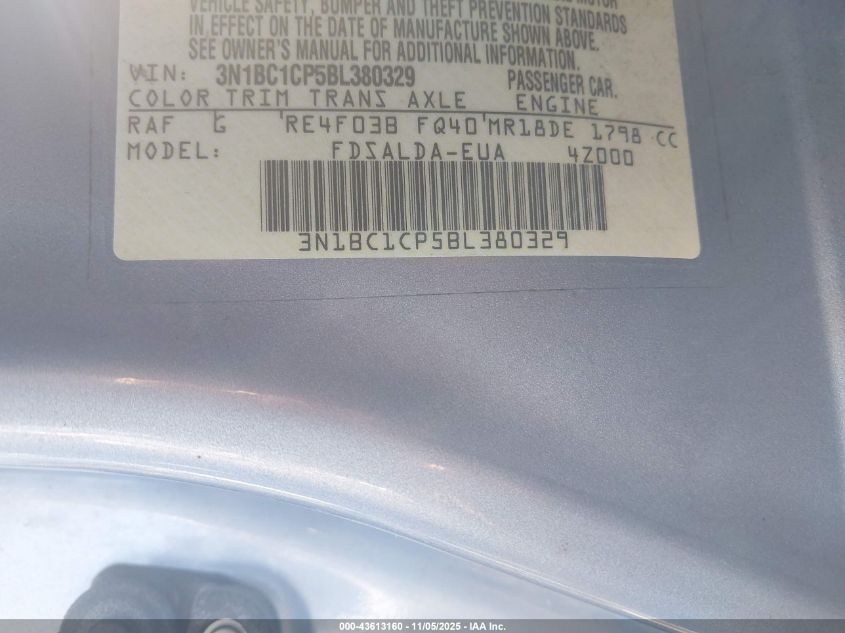 VEHICLE SAFETY, BUMPER AND THEFT PREVENTION STANDARDS
IN EFFECT ON THE DATE OF MANUFACTURE SHOWN ABOVE.
SEE OWNER'S MANUAL FOR ADDITIONAL INFORMATION.
VIN: 3N1BC1CP5BL380329 PASSENGER CAR.
COLOR TRIM TRANS AXLE ENGINE
RAF G RE4F03B FQ40 MR18DE 1798 CC
MODEL: FDSALDA-EUA 4Z000
3N1BC1CP5BL380329
000-43613160 - 11/05/2025 - IAA Inc.